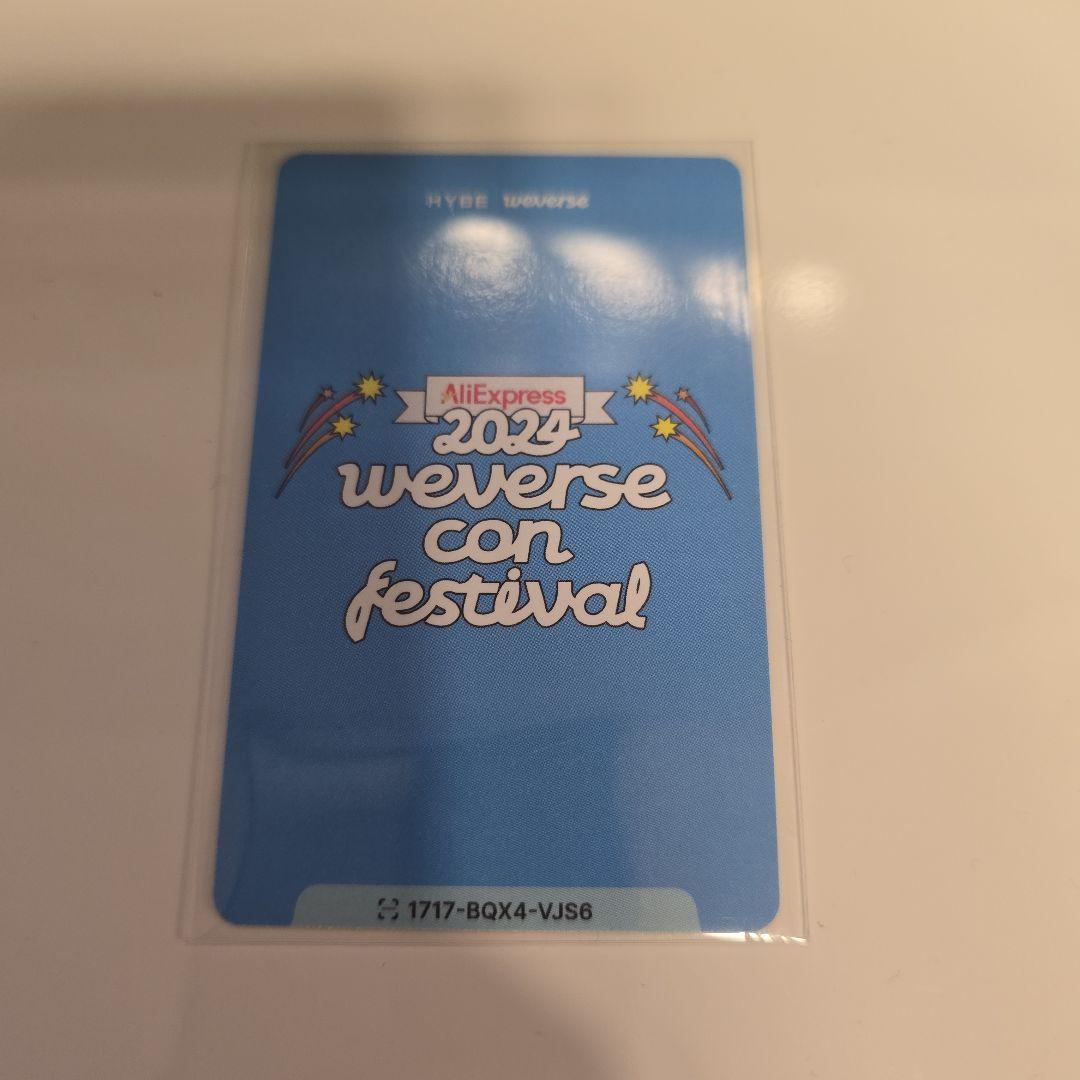 HYBE weverse
AliExpress
2024
weverse
con
festival
1717-BQX4-VJS6